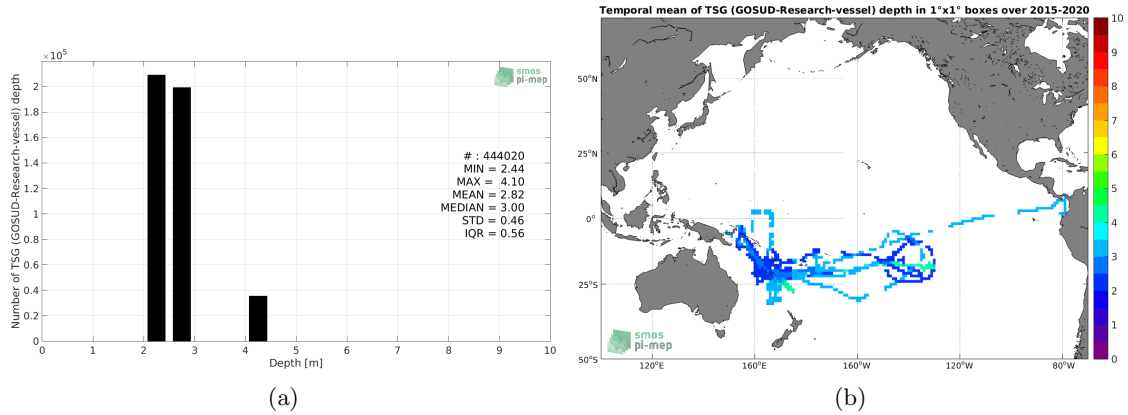 ×10⁵
2
1.8
1.6
1.4
1.2
1
0.8
0.6
0.4
0.2
0
Number of TSG (GOSUD-Research-vessel) depth
smos
pi-mep
# : 444020
MIN = 2.44
MAX = 4.10
MEAN = 2.82
MEDIAN = 3.00
STD = 0.46
IQR = 0.56
0 1 2 3 4 5 6 7 8 9 10
Depth [m]
(a)
Temporal mean of TSG (GOSUD-Research-vessel) depth in 1°x1° boxes over 2015-2020
50°N
25°N
0°
25°S
50°S
120°E 160°E 160°W 120°W 80°W
smos
pi-mep
10
9
8
7
6
5
4
3
2
1
0
(b)